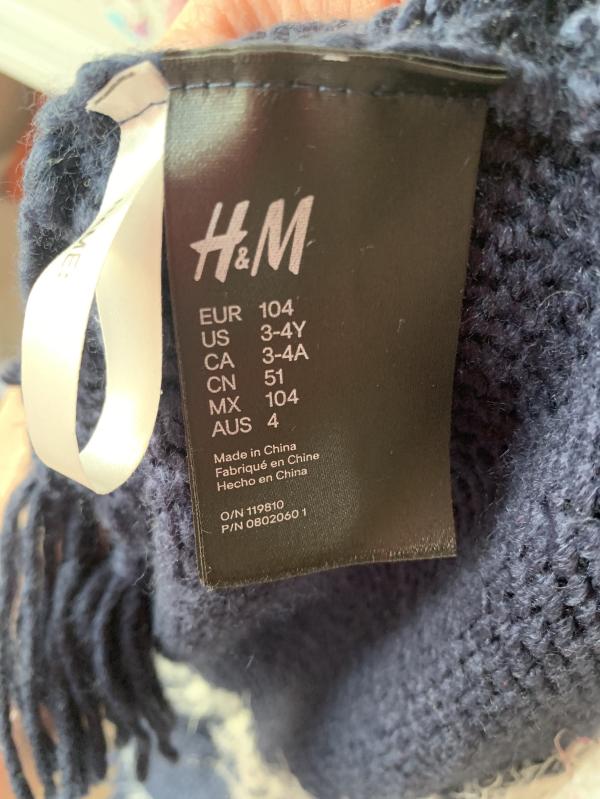 H&M
EUR 104
US 3-4Y
CA 3-4A
CN 51
MX 104
AUS 4
Made in China
Fabriqué en Chine
Hecho en China
O/N 119810
P/N 0802060 1